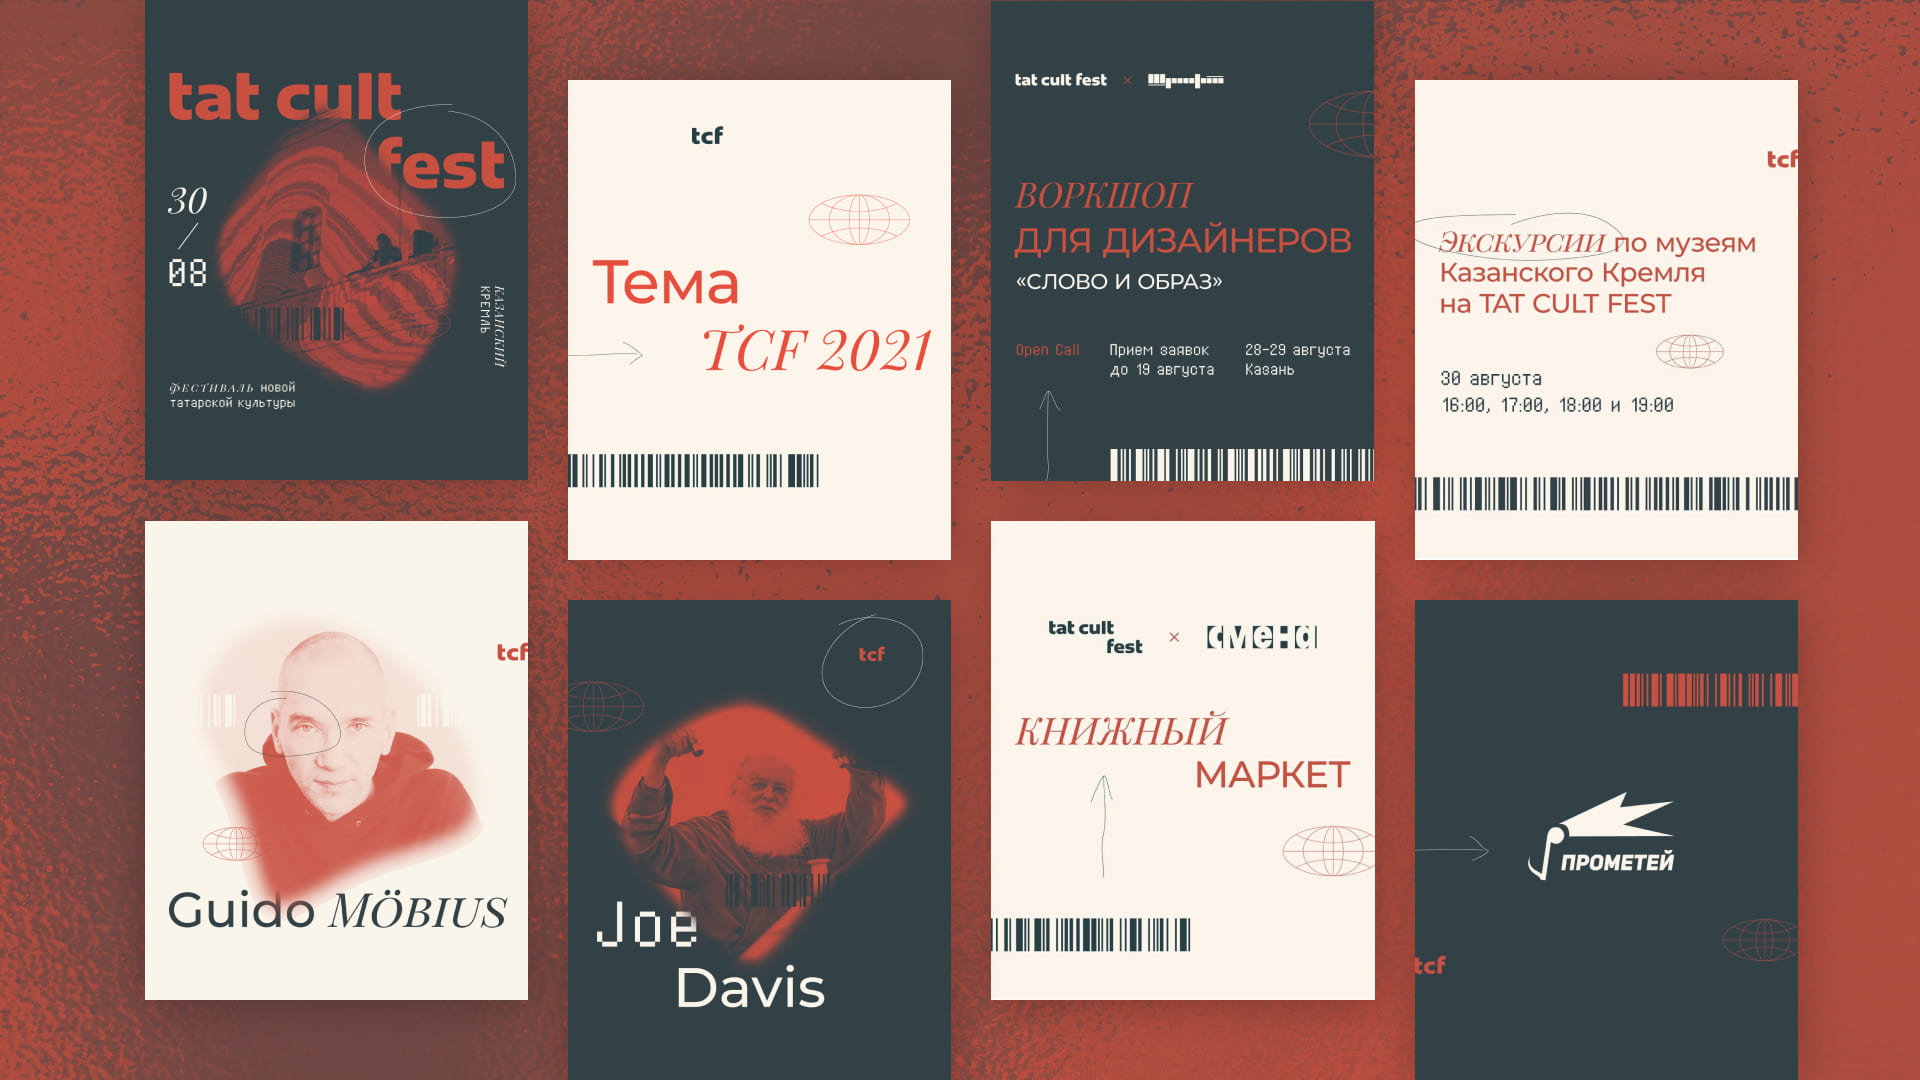 tat cult
fest
30
/
08
КАЗАНСКИЙ
КРЕМЛЬ
ФЕСТИВАЛЬ новой
татарской культуры
tcf
Тема
TCF 2021
tat cult fest × Шрифт
ВОРКШОП
ДЛЯ ДИЗАЙНЕРОВ
«СЛОВО И ОБРАЗ»
Open Call
Прием заявок
до 19 августа
28-29 августа
Казань
tcf
ЭКСКУРСИИ по музеям
Казанского Кремля
на TAT CULT FEST
30 августа
16:00, 17:00, 18:00 и 19:00
tcf
Guido MÖBIUS
tcf
Joe
Davis
tat cult
fest
× смена
КНИЖНЫЙ
МАРКЕТ
ПРОМЕТЕЙ
tcf